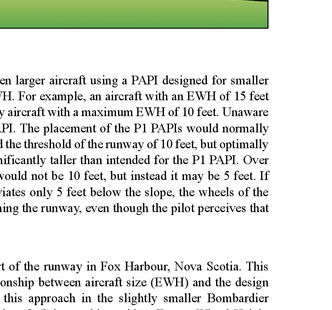 en larger aircraft using a PAPI designed for smaller
VH. For example, an aircraft with an EWH of 15 feet
y aircraft with a maximum EWH of 10 feet. Unaware
API. The placement of the P1 PAPIs would normally
d the threshold of the runway of 10 feet, but optimally
nificantly taller than intended for the P1 PAPI. Over
would not be 10 feet, but instead it may be 5 feet. If
viates only 5 feet below the slope, the wheels of the
ning the runway, even though the pilot perceives that
rt of the runway in Fox Harbour, Nova Scotia. This
onship between aircraft size (EWH) and the design
this approach in the slightly smaller Bombardier